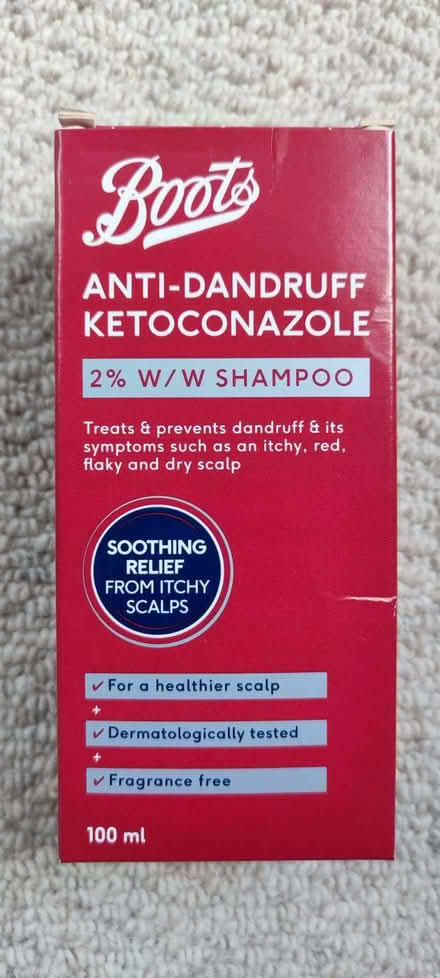 Boots
ANTI-DANDRUFF
KETOCONAZOLE
2% W/W SHAMPOO
Treats & prevents dandruff & its
symptoms such as an itchy, red,
flaky and dry scalp
SOOTHING
RELIEF
FROM ITCHY
SCALPS
✓ For a healthier scalp
+
✓ Dermatologically tested
+
✓ Fragrance free
100 ml